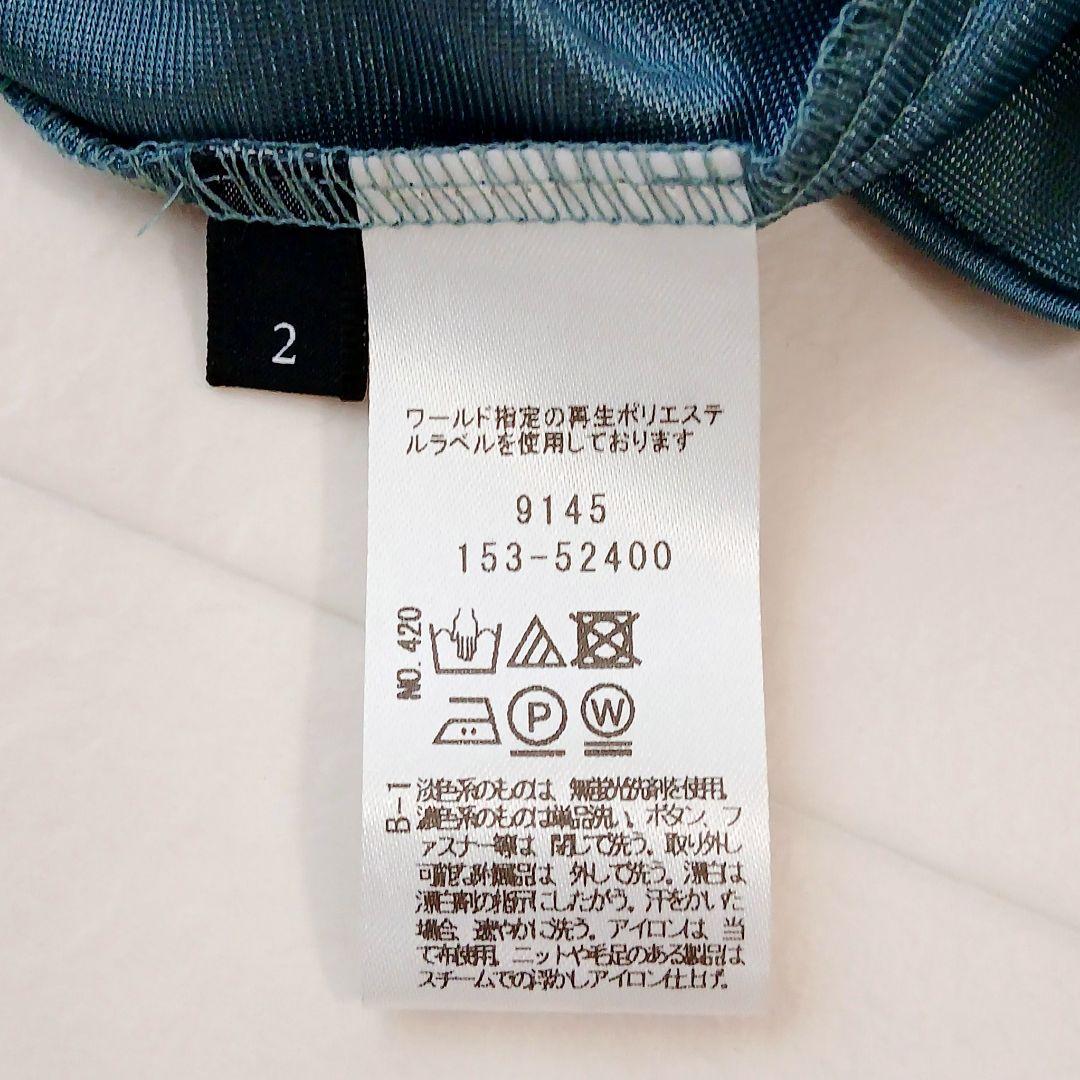 2
ワールド指定の再生ポリエステ
ルラベルを使用しております
9145
153-52400
NO. 420
P
W
B-1
淡色系のものは、無蛍光洗剤を使用。
濃色系のものは単品洗い。ボタン、フ
ァスナー等は 閉じて洗う。取り外し
可能な附属品は 外して洗う。漂白は
漂白剤の指示にしたがう。汗をかいた
場合、速やかに洗う。アイロンは、当
て布使用。ニットや毛足のある製品は
スチームでの浮かしアイロン仕上げ。